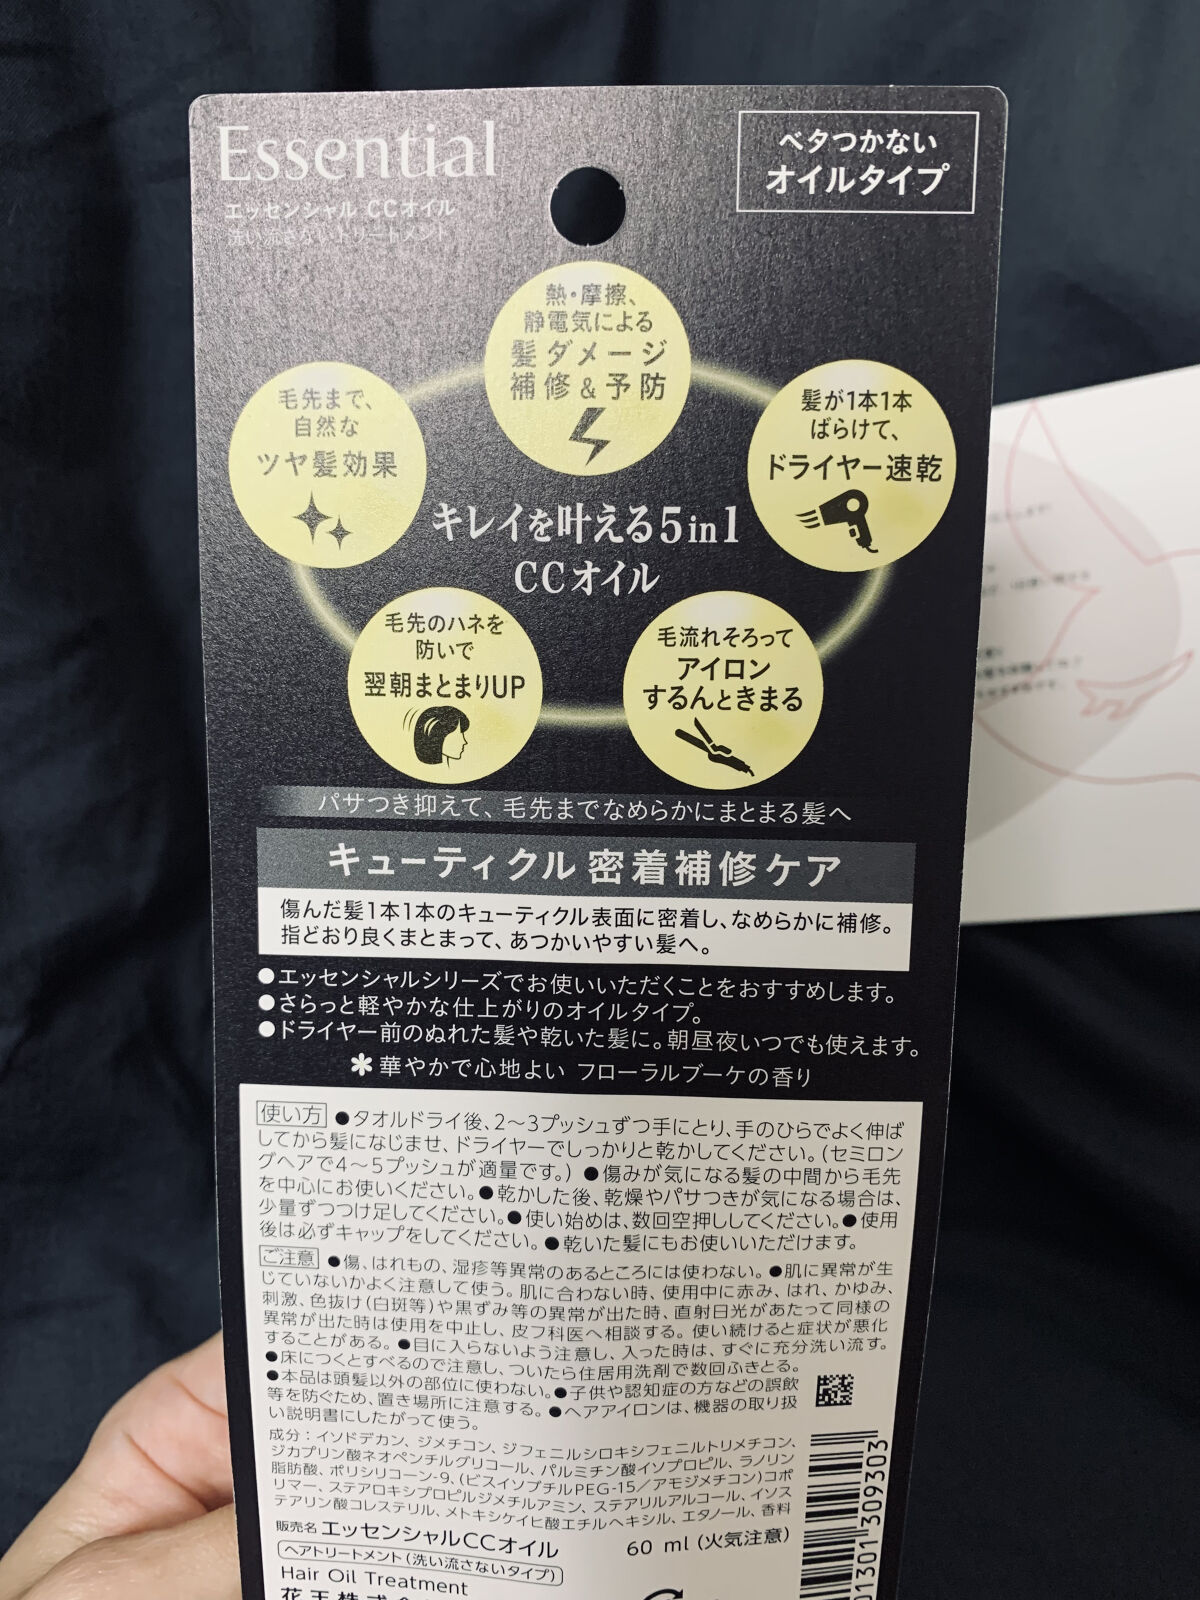 Essential
エッセンシャル CCオイル
洗い流さないトリートメント
ベタつかない
オイルタイプ
熱・摩擦、
静電気による
髪ダメージ
補修&予防
毛先まで、
自然な
ツヤ髪効果
髪が1本1本
ばらけて、
ドライヤー速乾
キレイを叶える5in1
CCオイル
毛先のハネを
防いで
翌朝まとまりUP
毛流れそろって
アイロン
するんときまる
パサつき抑えて、毛先までなめらかにまとまる髪へ
キューティクル密着補修ケア
傷んだ髪1本1本のキューティクル表面に密着し、なめらかに補修。
指どおり良くまとまって、あつかいやすい髪へ。
●エッセンシャルシリーズでお使いいただくことをおすすめします。
●さらっと軽やかな仕上がりのオイルタイプ。
●ドライヤー前のぬれた髪や乾いた髪に。朝昼夜いつでも使えます。
＊華やかで心地よい フローラルブーケの香り
使い方 ●タオルドライ後、2～3プッシュずつ手にとり、手のひらでよく伸ば
してから髪になじませ、ドライヤーでしっかりと乾かしてください。(セミロン
グヘアで4～5プッシュが適量です。) ●傷みが気になる髪の中間から毛先
を中心にお使いください。●乾かした後、乾燥やパサつきが気になる場合は、
少量ずつつけ足してください。●使い始めは、数回空押ししてください。●使用
後は必ずキャップをしてください。●乾いた髪にもお使いいただけます。
ご注意 ●傷、はれもの、湿疹等異常のあるところには使わない。●肌に異常が生
じていないかよく注意して使う。肌に合わない時、使用中に赤み、はれ、かゆみ、
刺激、色抜け(白斑等)や黒ずみ等の異常が出た時、直射日光があたって同様の
異常が出た時は使用を中止し、皮フ科医へ相談する。使い続けると症状が悪化
することがある。●目に入らないよう注意し、入った時は、すぐに充分洗い流す。
●床につくとすべるので注意し、ついたら住居用洗剤で数回ふきとる。
●本品は頭髪以外の部位に使わない。●子供や認知症の方などの誤飲
等を防ぐため、置き場所に注意する。●ヘアアイロンは、機器の取り扱
い説明書にしたがって使う。
成分：イソドデカン、ジメチコン、ジフェニルシロキシフェニルトリメチコン、
ジカプリン酸ネオペンチルグリコール、パルミチン酸イソプロピル、ラノリン
脂肪酸、ポリシリコーン-9、(ビスイソブチルPEG-15／アモジメチコン)コポ
リマー、ステアロキシプロピルジメチルアミン、ステアリルアルコール、イソス
テアリン酸コレステリル、メトキシケイヒ酸エチルヘキシル、エタノール、香料
販売名 エッセンシャルCCオイル
60 ml (火気注意)
ヘアトリートメント(洗い流さないタイプ)
Hair Oil Treatment
花王株式会
01301 309303